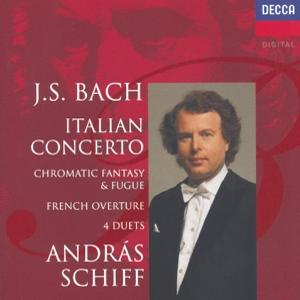 DECCA
DIGITAL
J.S. BACH
ITALIAN
CONCERTO
CHROMATIC FANTASY
& FUGUE
FRENCH OVERTURE
4 DUETS
ANDRÁS
SCHIFF